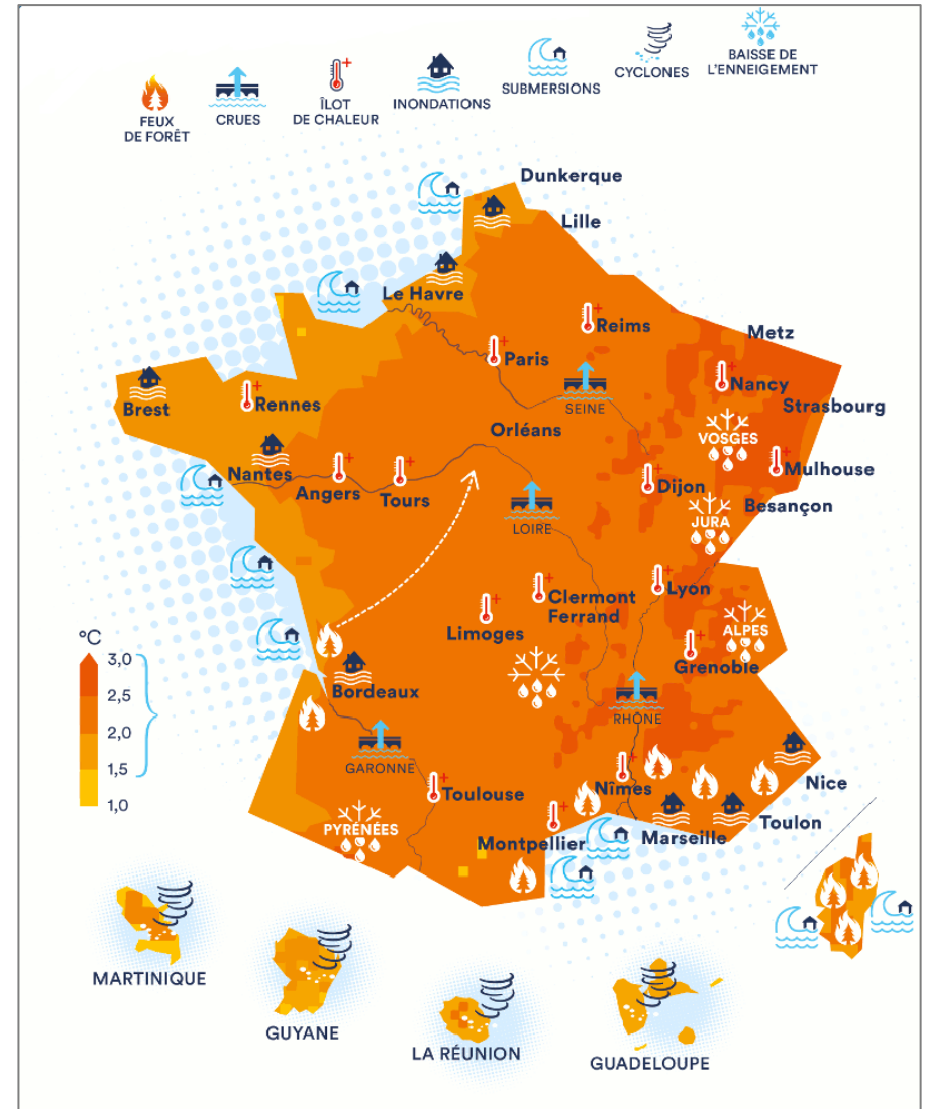 FEUX
DE FORÊT
CRUES
ÎLOT
DE CHALEUR
INONDATIONS
SUBMERSIONS
CYCLONES
BAISSE DE
L'ENNEIGEMENT
Dunkerque
Lille
Le Havre
Reims
Metz
Paris
Nancy
Brest
Rennes
SEINE
Strasbourg
Orléans
VOSGES
Nantes
Angers
Tours
Dijon
Mulhouse
Besançon
LOIRE
JURA
Clermont
Ferrand
Lyon
Limoges
ALPES
°C
3,0
2,5
2,0
1,5
1,0
Grenoble
Bordeaux
RHÔNE
GARONNE
Nîmes
Nice
Toulouse
Toulon
PYRÉNÉES
Montpellier
Marseille
MARTINIQUE
GUYANE
LA RÉUNION
GUADELOUPE